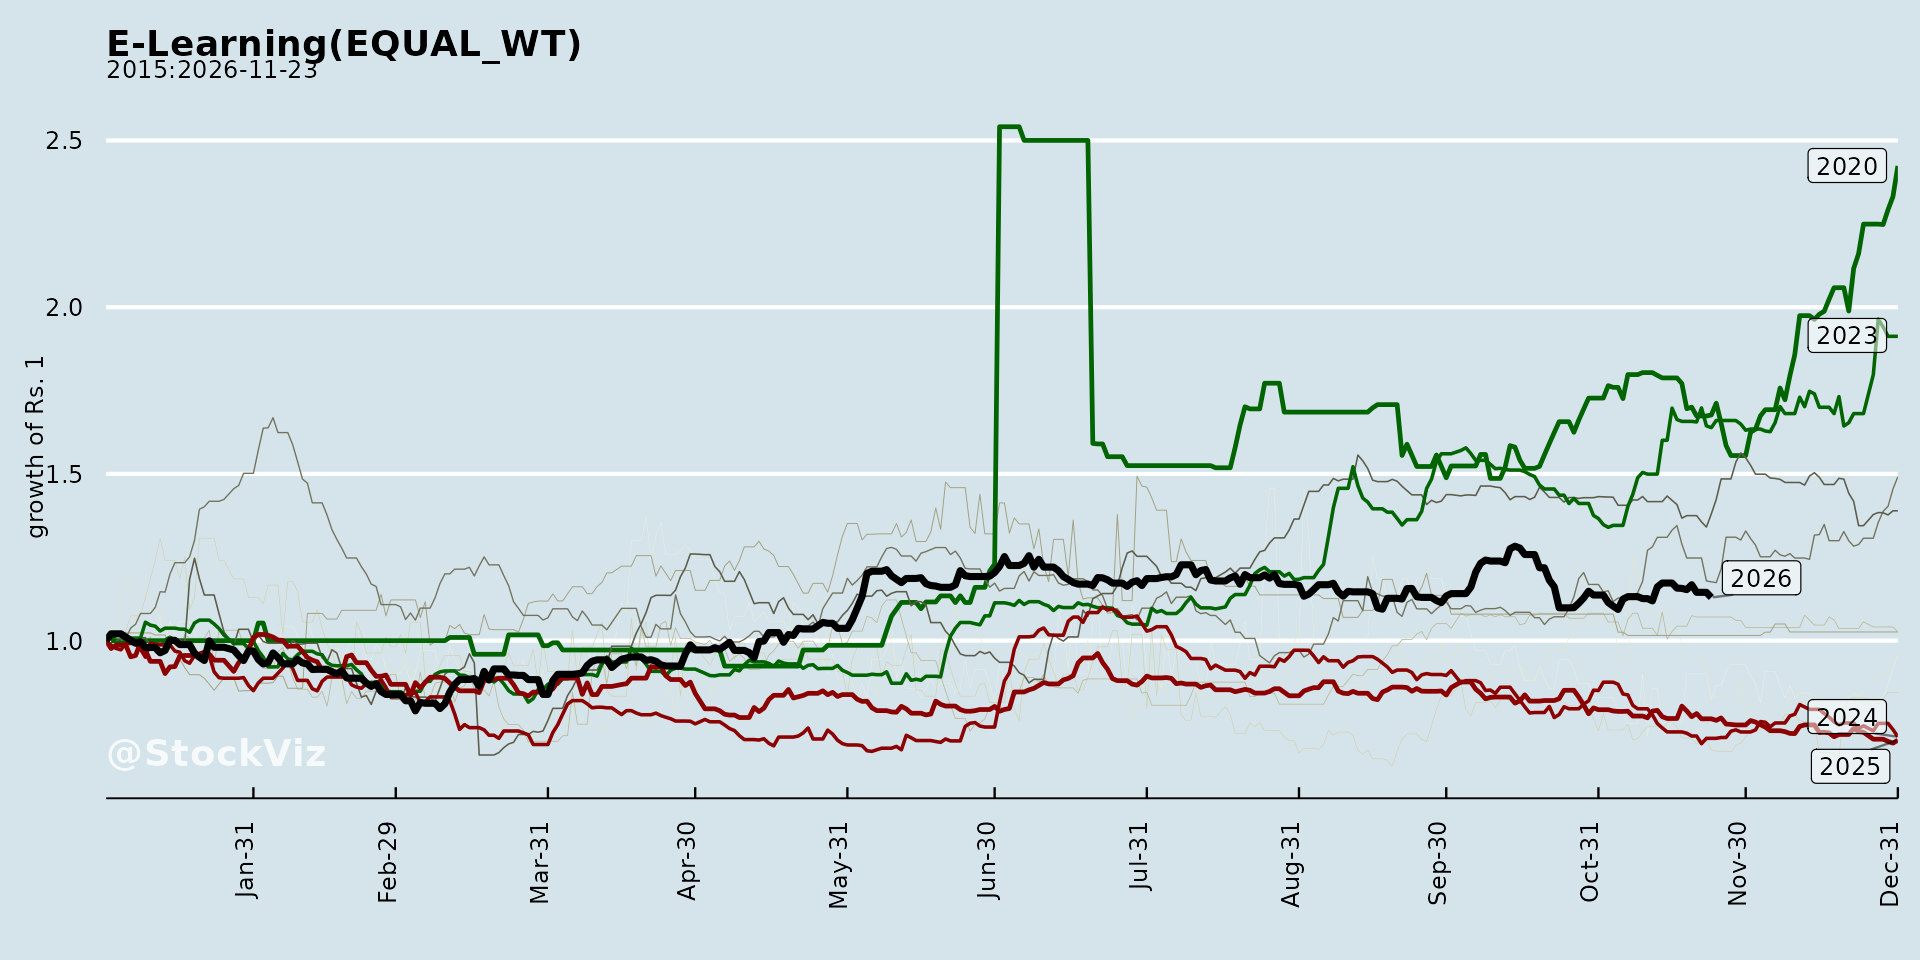 E-Learning(EQUAL_WT)
2015:2026-11-23
growth of Rs. 1
2.5
2.0
1.5
1.0
2020
2023
2026
2024
2025
@StockViz
Jan-31
Feb-29
Mar-31
Apr-30
May-31
Jun-30
Jul-31
Aug-31
Sep-30
Oct-31
Nov-30
Dec-31